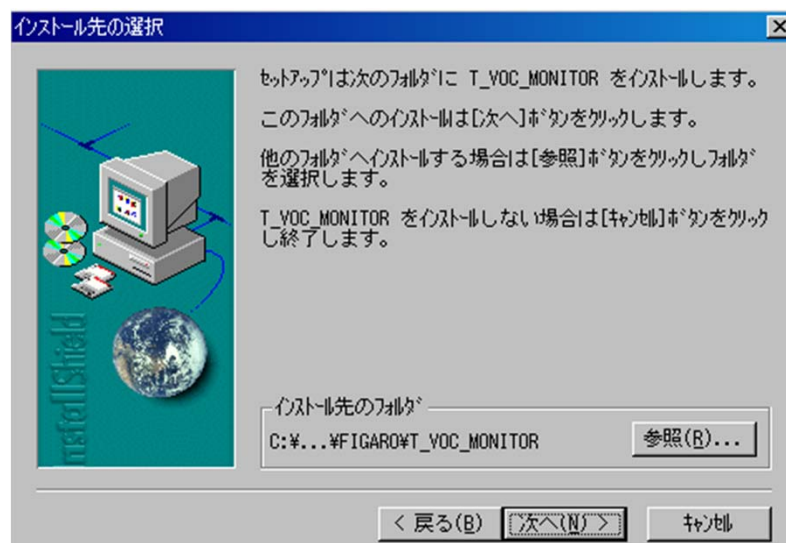 インストール先の選択
ｾｯﾄｱｯﾌﾟは次のﾌｫﾙﾀﾞに T_VOC_MONITOR をｲﾝｽﾄｰﾙします。
このﾌｫﾙﾀﾞへのｲﾝｽﾄｰﾙは[次へ]ﾎﾞﾀﾝをｸﾘｯｸします。
他のﾌｫﾙﾀﾞへｲﾝｽﾄｰﾙする場合は[参照]ﾎﾞﾀﾝをｸﾘｯｸしﾌｫﾙﾀﾞ
を選択します。
T_VOC_MONITOR をｲﾝｽﾄｰﾙしない場合は[ｷｬﾝｾﾙ]ﾎﾞﾀﾝをｸﾘｯｸ
し終了します。
InstallShield
ｲﾝｽﾄｰﾙ先のﾌｫﾙﾀﾞ
C:¥...¥FIGARO¥T_VOC_MONITOR
参照(R)...
< 戻る(B)
次へ(N) >
ｷｬﾝｾﾙ